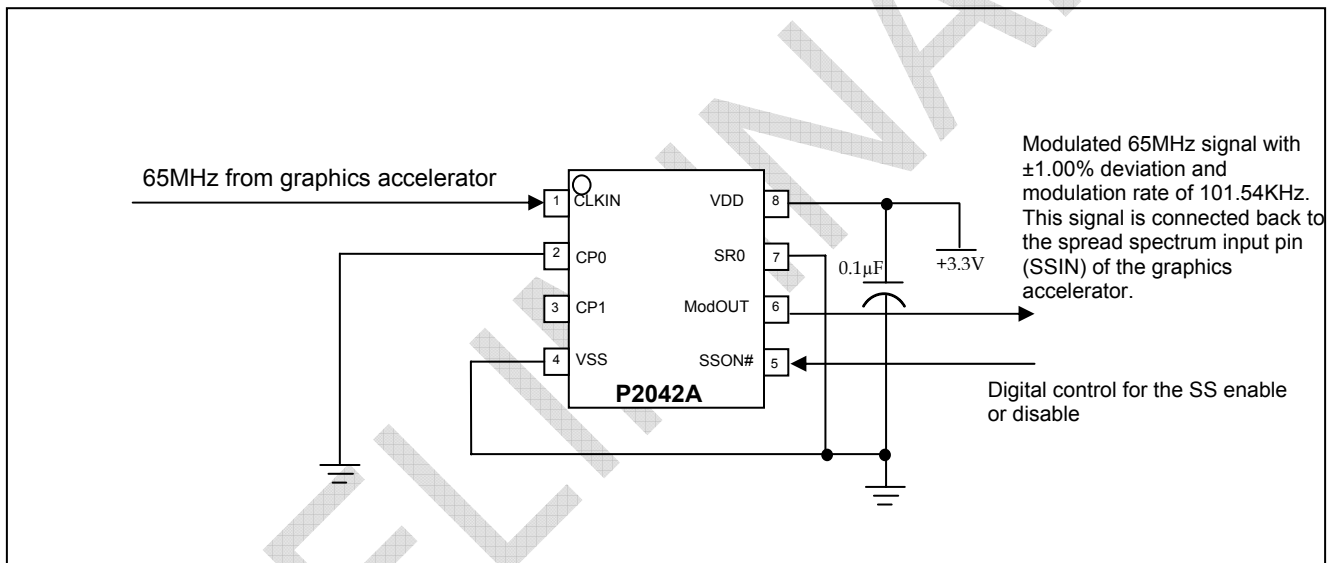 65MHz from graphics accelerator
1 CLKIN VDD 8
2 CP0 SR0 7
3 CP1 ModOUT 6
4 VSS SSON# 5
P2042A
0.1µF
+3.3V
Modulated 65MHz signal with
±1.00% deviation and
modulation rate of 101.54KHz.
This signal is connected back to
the spread spectrum input pin
(SSIN) of the graphics
accelerator.
Digital control for the SS enable
or disable